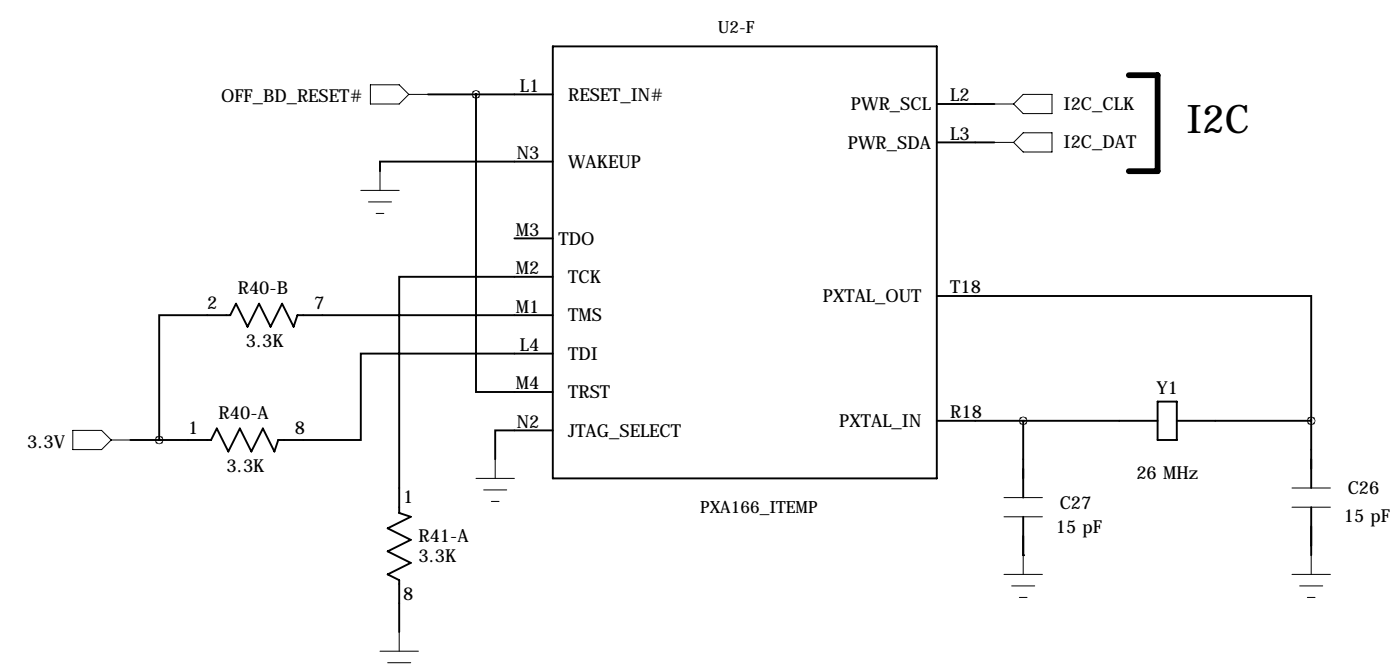 U2-F
OFF_BD_RESET#
L1
RESET_IN#
N3
WAKEUP
M3
TDO
M2
TCK
M1
TMS
L4
TDI
M4
TRST
N2
JTAG_SELECT
PWR_SCL
L2
I2C_CLK
PWR_SDA
L3
I2C_DAT
I2C
PXTAL_OUT
T18
PXTAL_IN
R18
R40-B
2
7
3.3K
R40-A
3.3V
1
8
3.3K
1
R41-A
3.3K
8
PXA166_ITEMP
Y1
26 MHz
C27
15 pF
C26
15 pF